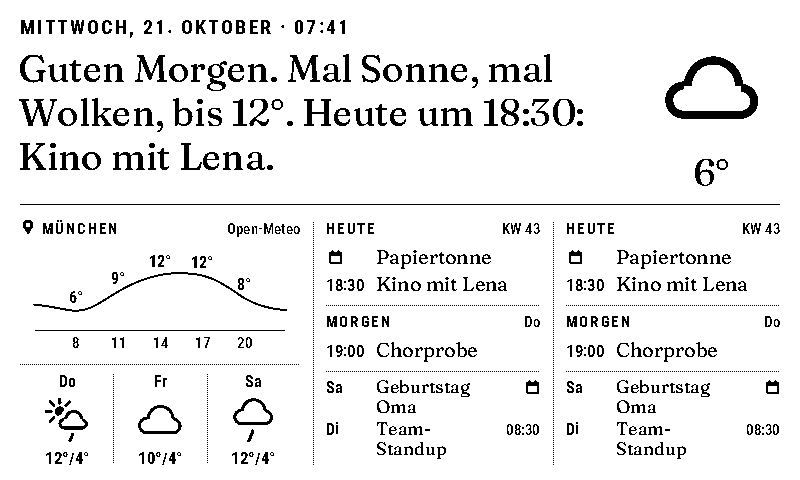 MITTWOCH, 21. OKTOBER · 07:41
Guten Morgen. Mal Sonne, mal
Wolken, bis 12°. Heute um 18:30:
Kino mit Lena.
6°
MÜNCHEN Open-Meteo
6° 9° 12° 12° 8°
8 11 14 17 20
Do Fr Sa
12°/4° 10°/4° 12°/4°
HEUTE KW 43
Papiertonne
18:30 Kino mit Lena
MORGEN Do
19:00 Chorprobe
Sa Geburtstag
Oma
Di Team- 08:30
Standup
HEUTE KW 43
Papiertonne
18:30 Kino mit Lena
MORGEN Do
19:00 Chorprobe
Sa Geburtstag
Oma
Di Team- 08:30
Standup